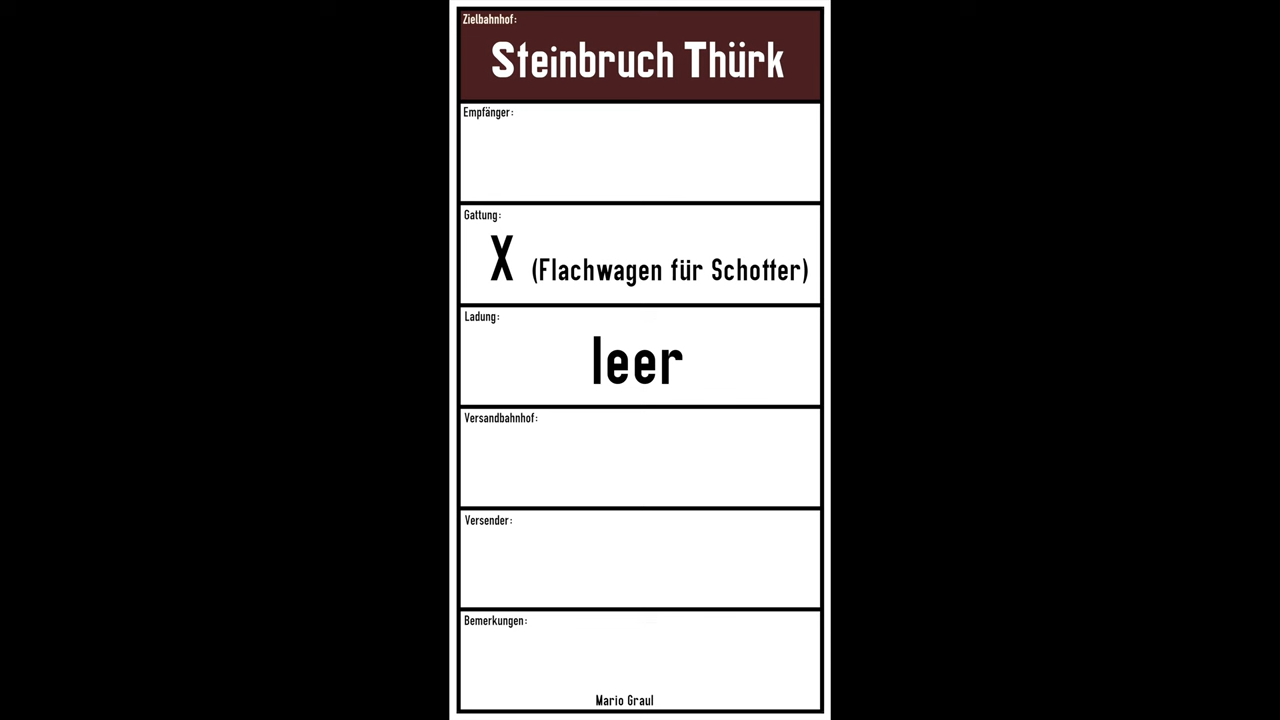 Zielbahnhof:
Steinbruch Thürk
Empfänger:
Gattung:
X (Flachwagen für Schotter)
Ladung:
leer
Versandbahnhof:
Versender:
Bemerkungen:
Mario Graul